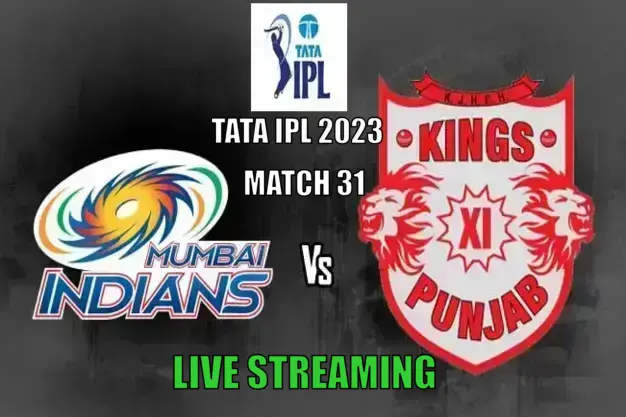 TATA
IPL
TATA IPL 2023
MATCH 31
MUMBAI
INDIANS
Vs
KINGS
XI
PUNJAB
LIVE STREAMING